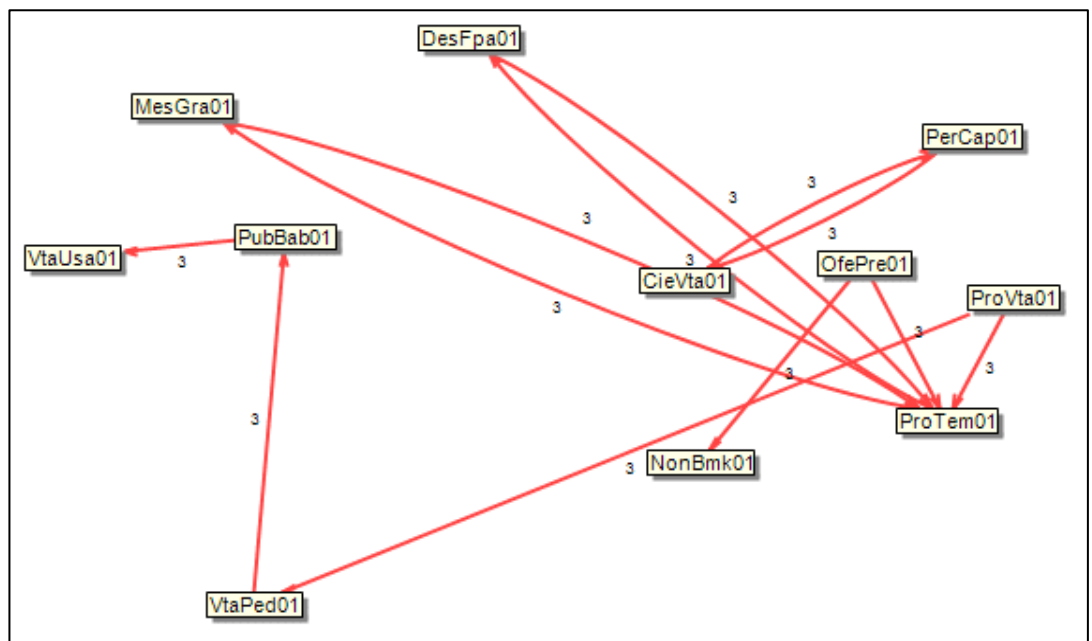 DesFpa01
MesGra01
PerCap01
3
3
3
3
3
PubBab01
VtaUsa01
3
3
OfePre01
CieVta01
ProVta01
3
3
3
3
ProTem01
3
NonBmk01
3
VtaPed01